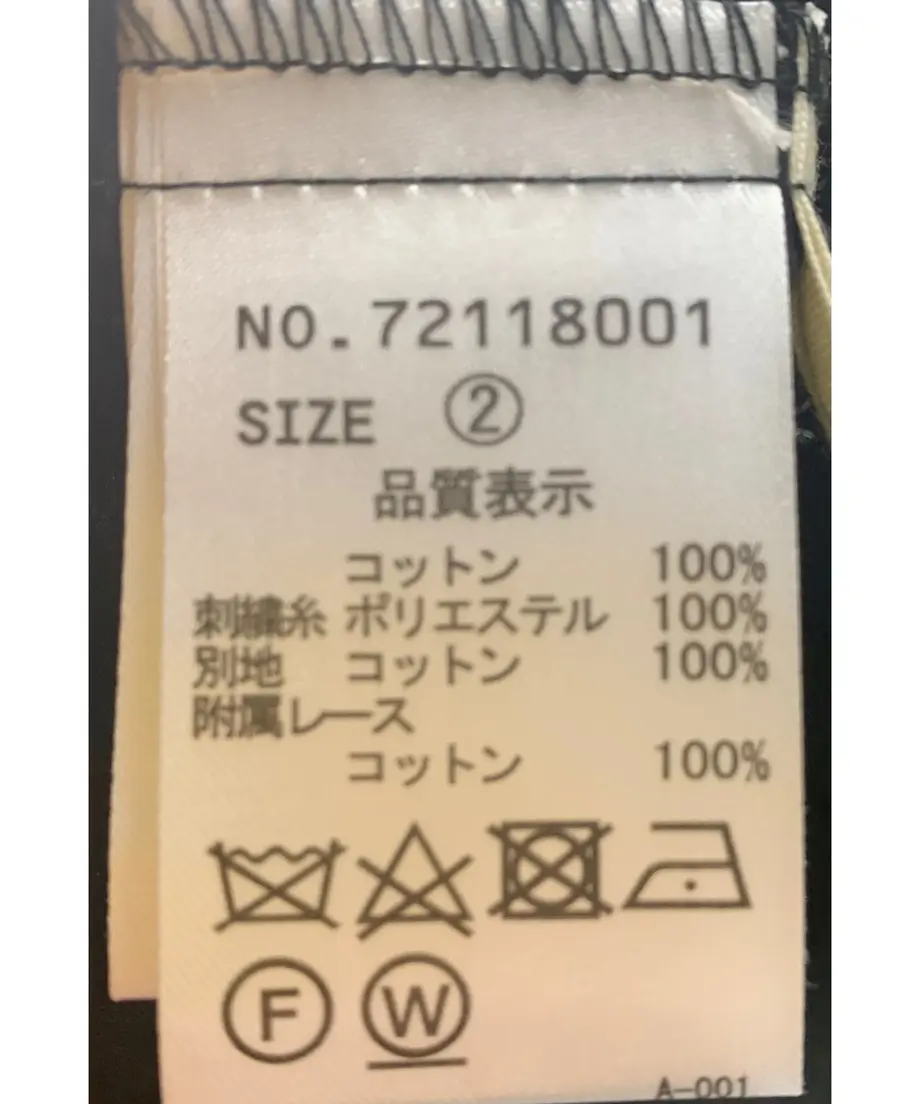 NO.72118001
SIZE ②
品質表示
コットン 100%
刺繍糸 ポリエステル 100%
別地 コットン 100%
附属レース
コットン 100%
F W
A-001